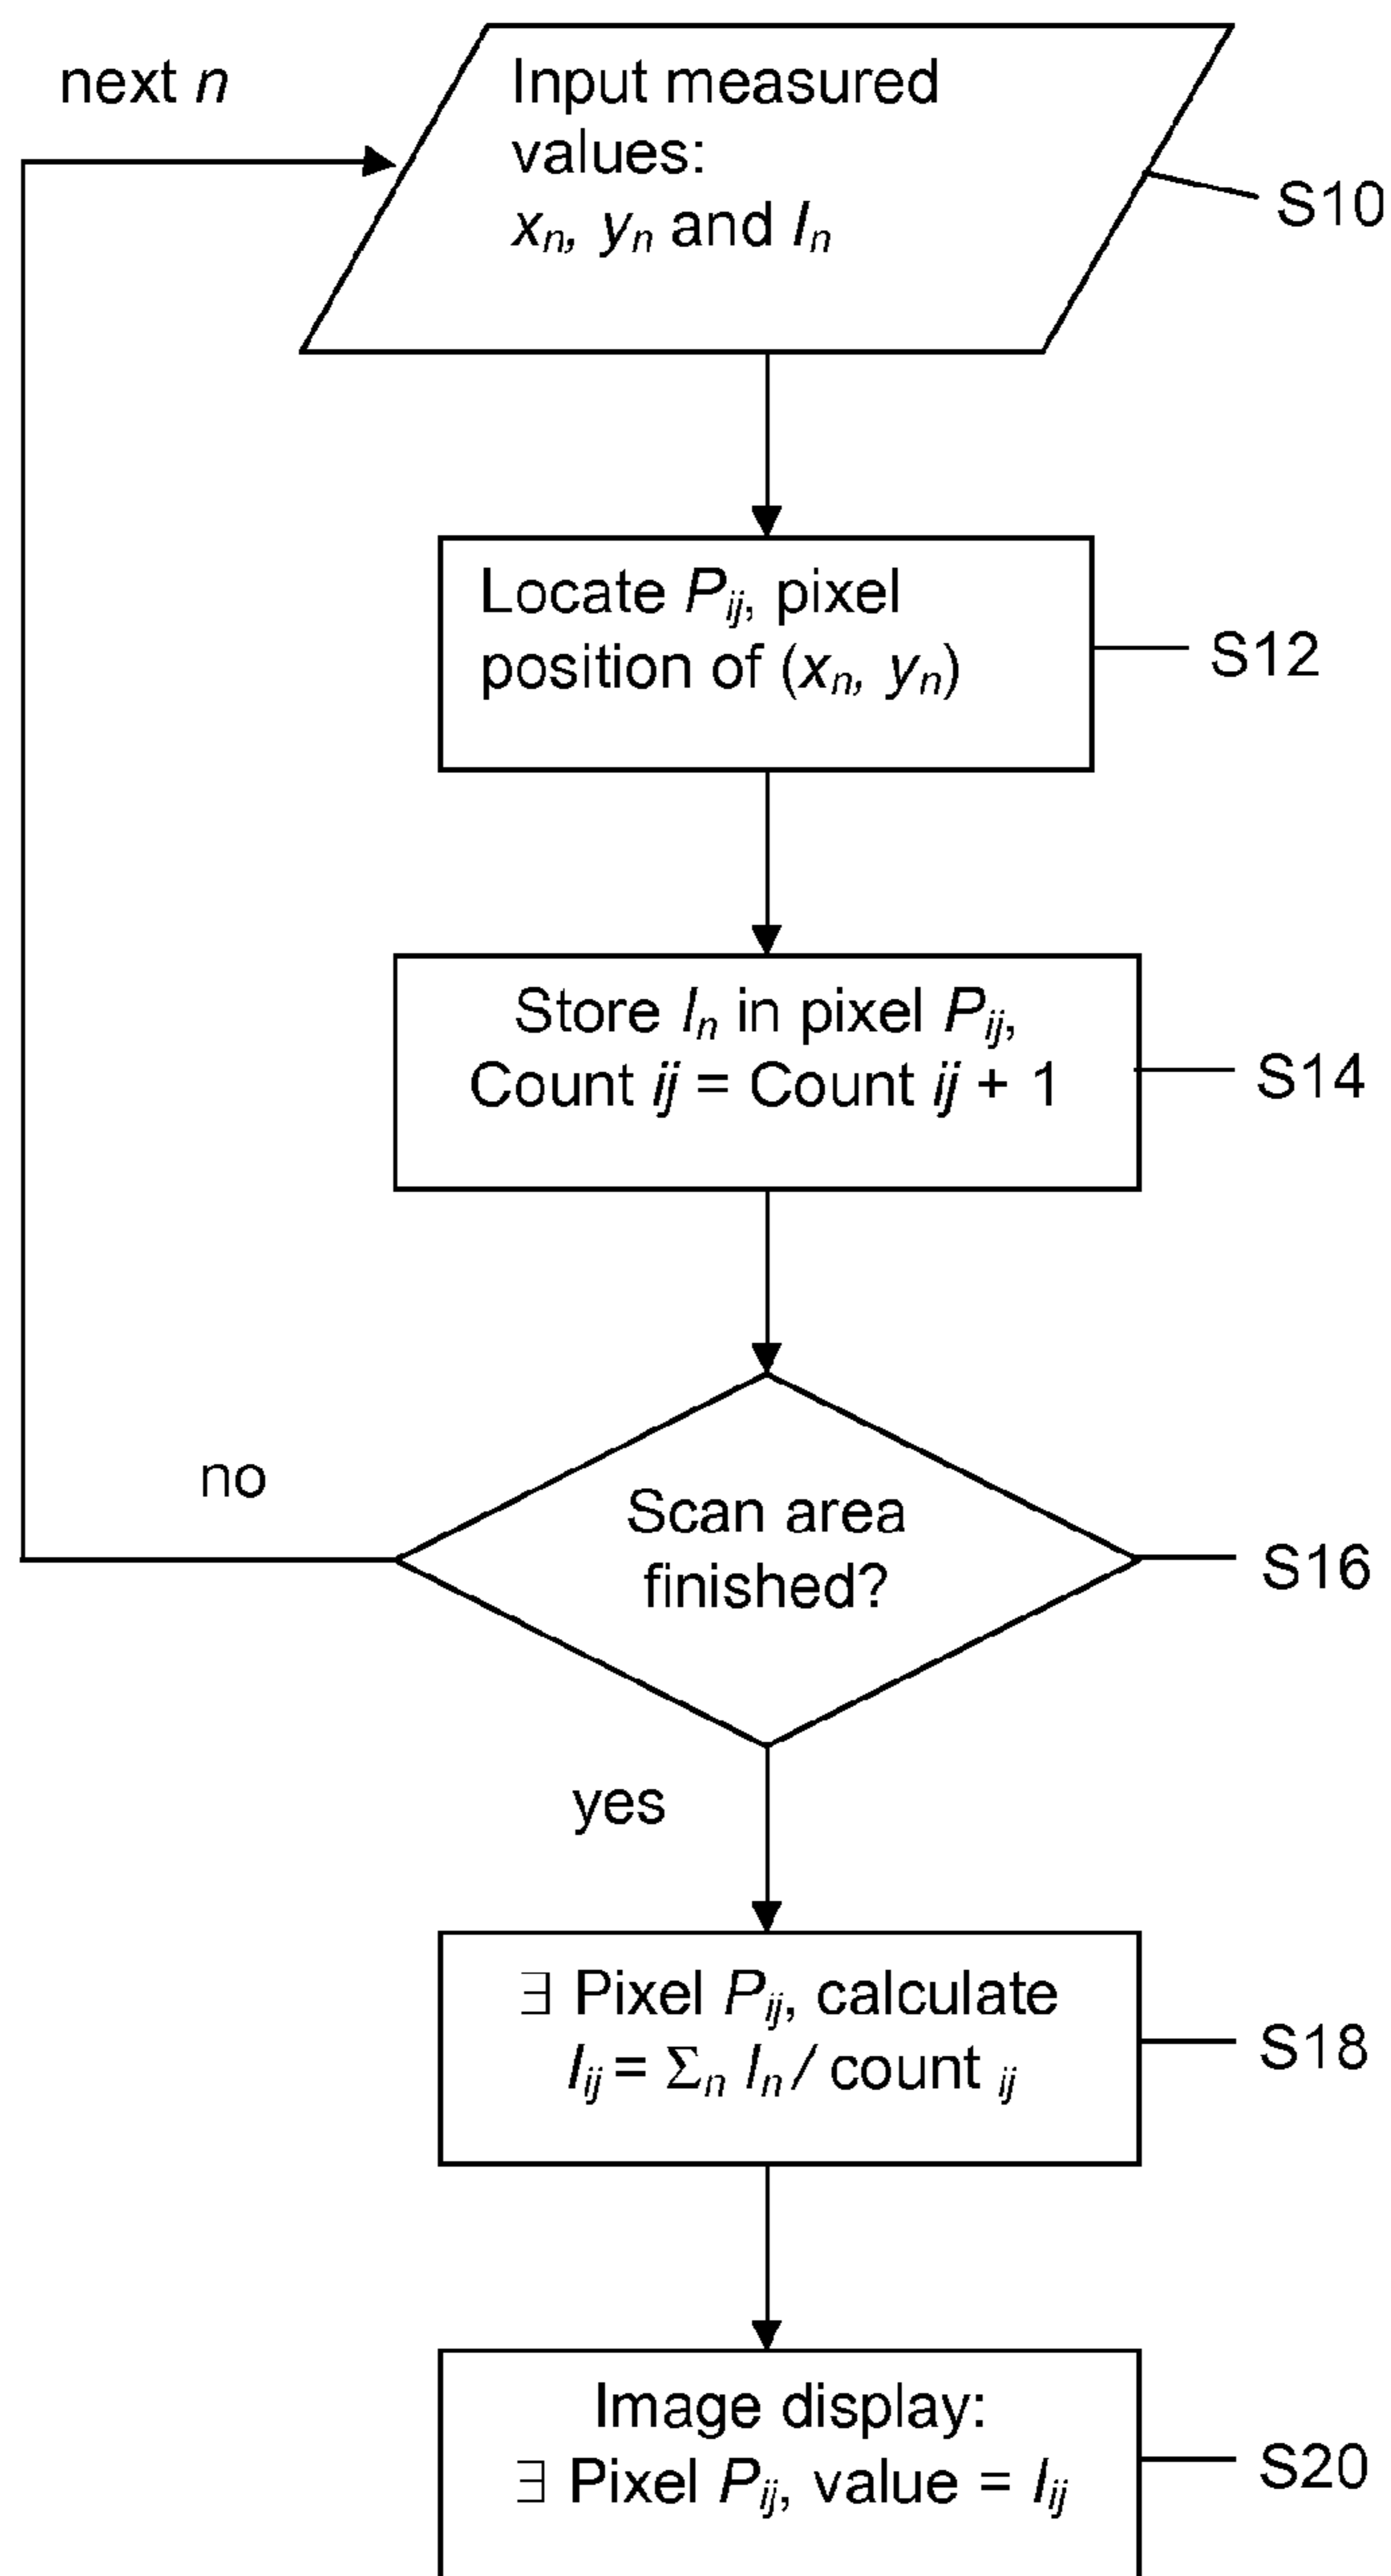 next n
Input measured
values:
xn, yn and In
S10
Locate Pij, pixel
position of (xn, yn)
S12
Store In in pixel Pij,
Count ij = Count ij + 1
S14
Scan area
finished?
S16
no
yes
∃ Pixel Pij, calculate
Iij = Σn In / count ij
S18
Image display:
∃ Pixel Pij, value = Iij
S20